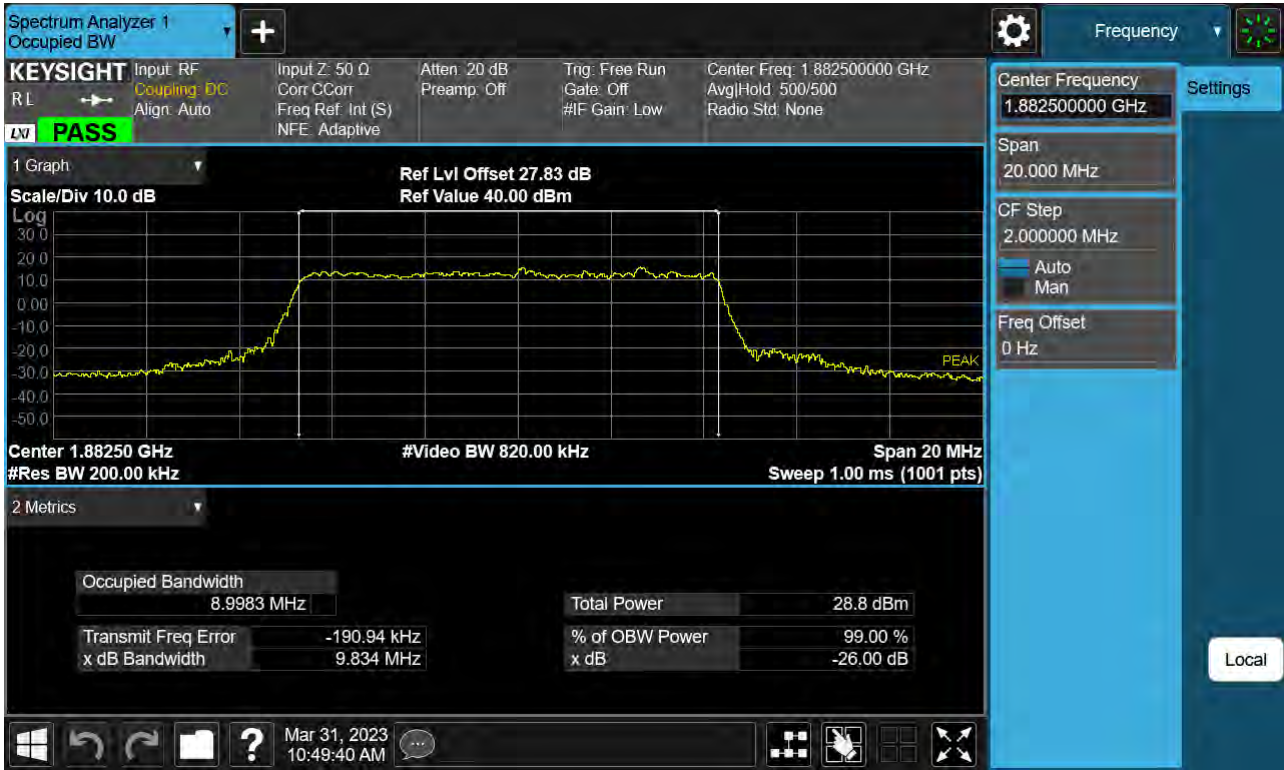 Spectrum Analyzer 1
Occupied BW
+
Frequency
KEYSIGHT
R L
LXI
PASS
Input: RF
Coupling: DC
Align: Auto
Input Z: 50 Ω
Corr CCorr
Freq Ref: Int (S)
NFE: Adaptive
Atten: 20 dB
Preamp: Off
Trig: Free Run
Gate: Off
#IF Gain: Low
Center Freq: 1.882500000 GHz
Avg|Hold: 500/500
Radio Std: None
Center Frequency
1.882500000 GHz
Settings
Span
20.000 MHz
CF Step
2.000000 MHz
Auto
Man
Freq Offset
0 Hz
Local
1 Graph
Scale/Div 10.0 dB
Ref Lvl Offset 27.83 dB
Ref Value 40.00 dBm
Log
30.0
20.0
10.0
0.00
-10.0
-20.0
-30.0
-40.0
-50.0
PEAK
Center 1.88250 GHz
#Video BW 820.00 kHz
Span 20 MHz
#Res BW 200.00 kHz
Sweep 1.00 ms (1001 pts)
2 Metrics
Occupied Bandwidth
8.9983 MHz
Total Power 28.8 dBm
Transmit Freq Error -190.94 kHz
% of OBW Power 99.00 %
x dB Bandwidth 9.834 MHz
x dB -26.00 dB
?
Mar 31, 2023
10:49:40 AM